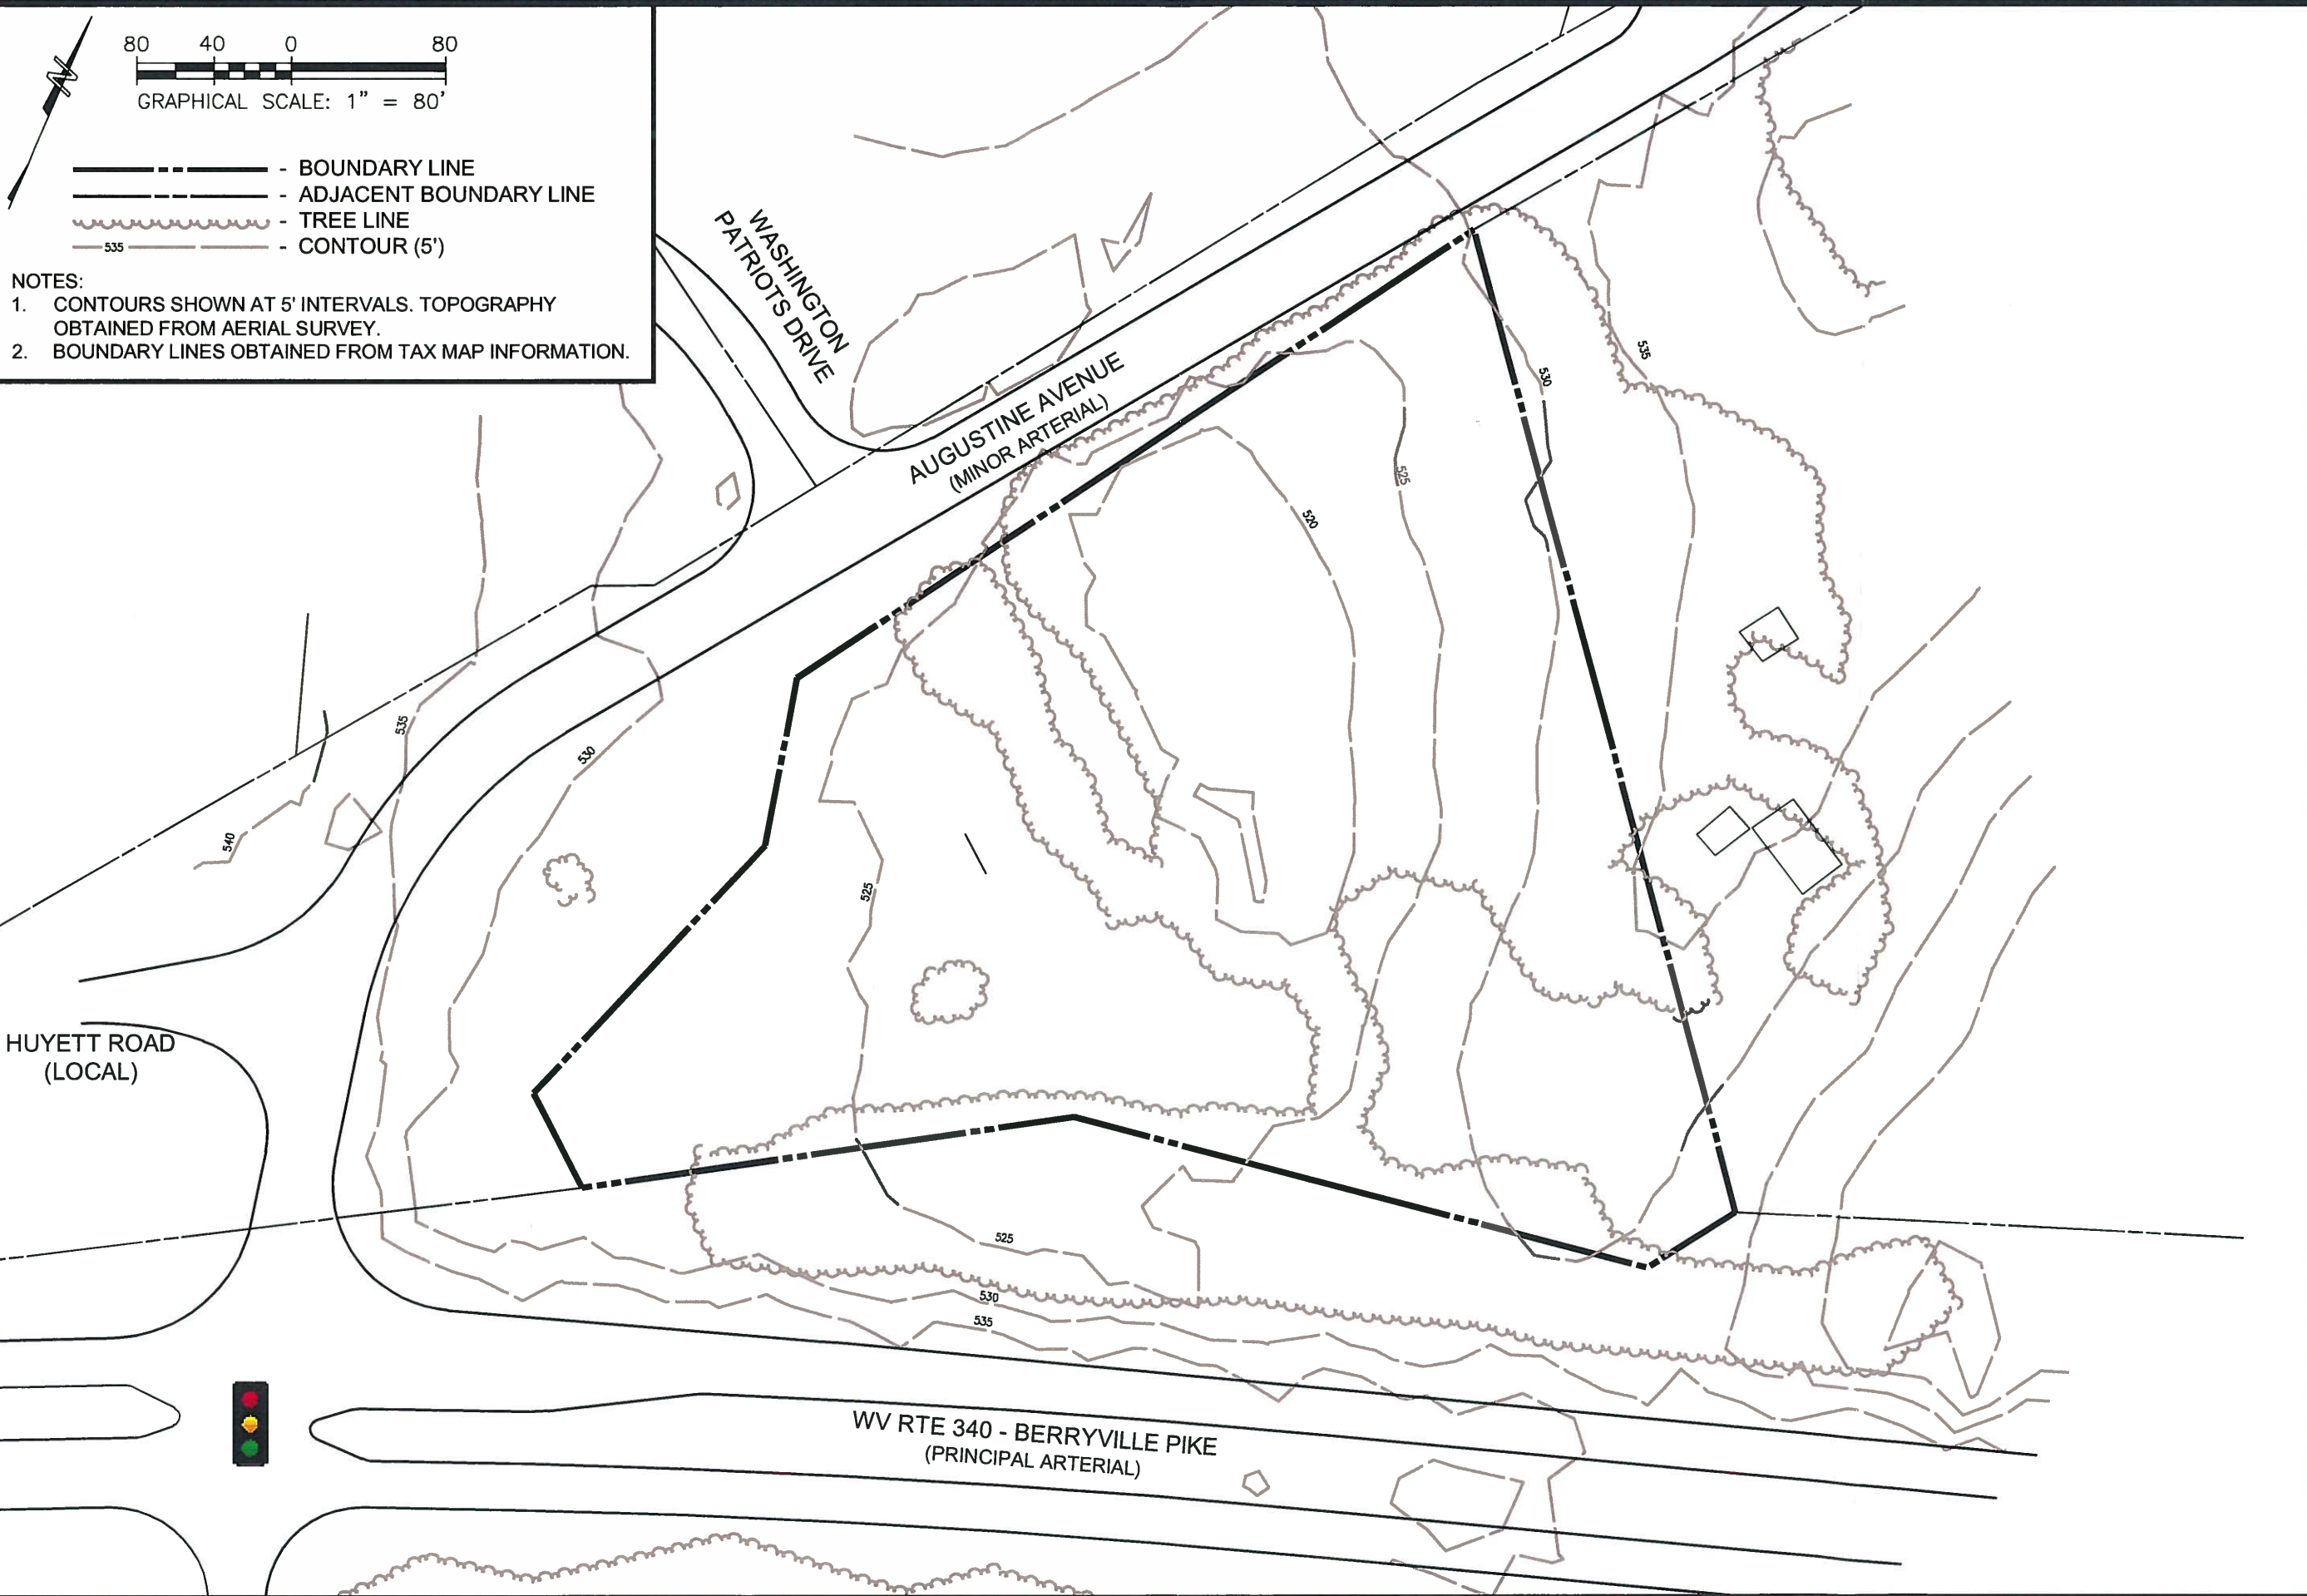 80 40 0 80
GRAPHICAL SCALE: 1" = 80'
N
- BOUNDARY LINE
- ADJACENT BOUNDARY LINE
- TREE LINE
535 - CONTOUR (5')
NOTES:
1. CONTOURS SHOWN AT 5' INTERVALS. TOPOGRAPHY
OBTAINED FROM AERIAL SURVEY.
2. BOUNDARY LINES OBTAINED FROM TAX MAP INFORMATION.
WASHINGTON
PATRIOTS DRIVE
AUGUSTINE AVENUE
(MINOR ARTERIAL)
535
530
525
520
535
530
540
525
HUYETT ROAD
(LOCAL)
525
530
535
WV RTE 340 - BERRYVILLE PIKE
(PRINCIPAL ARTERIAL)